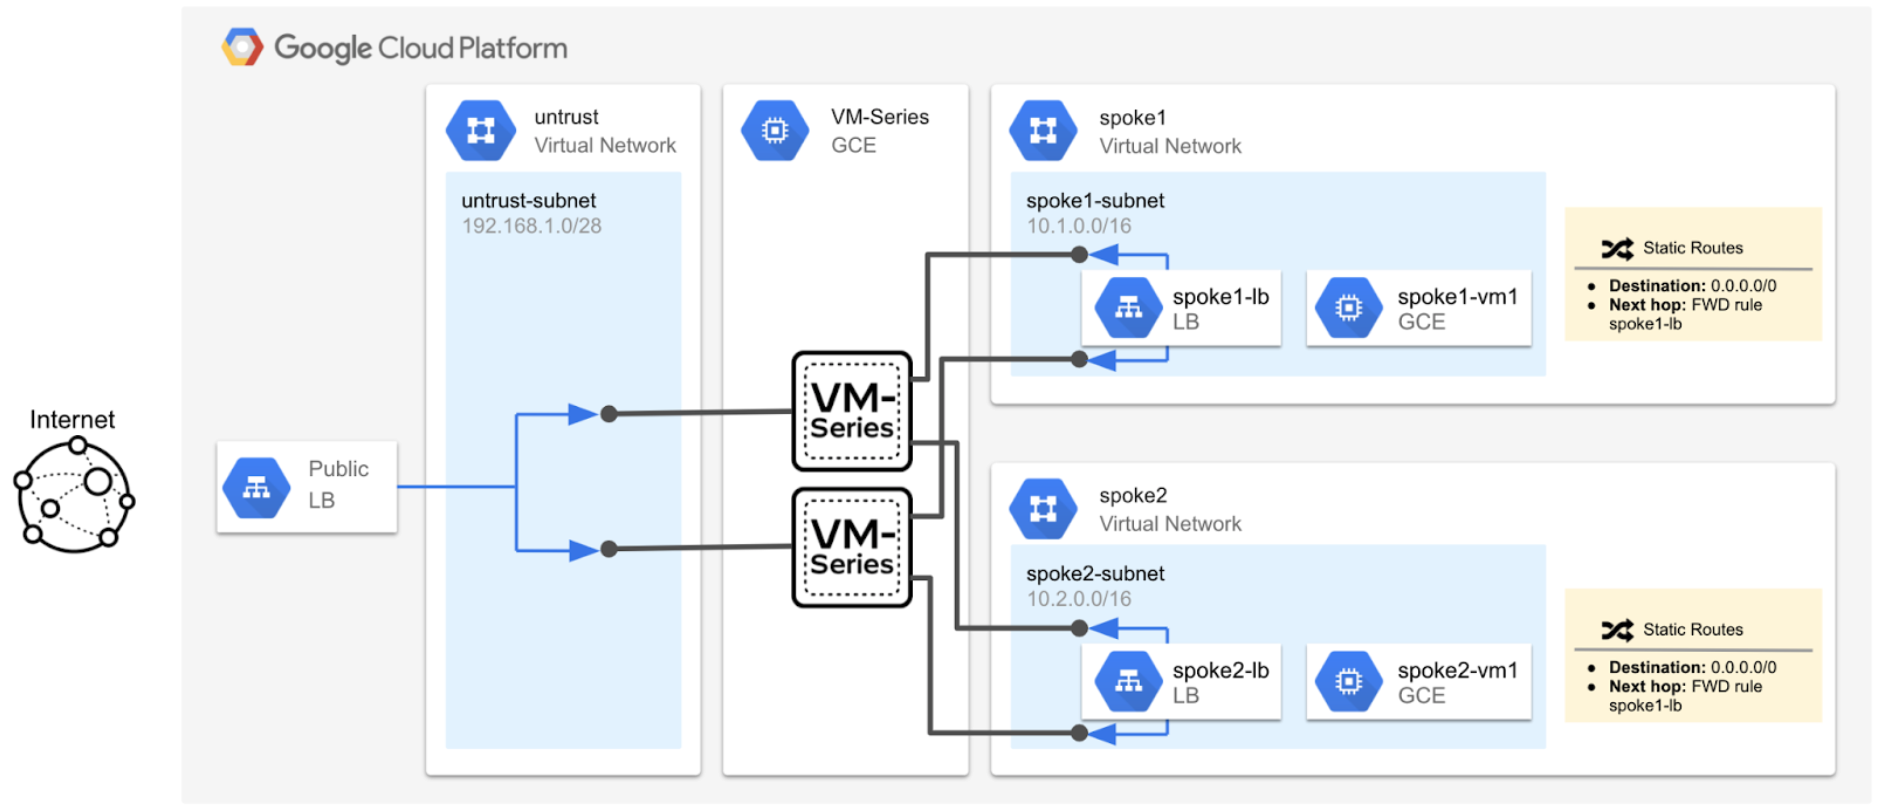 Google Cloud Platform
untrust
Virtual Network
untrust-subnet
192.168.1.0/28
VM-Series
GCE
spoke1
Virtual Network
spoke1-subnet
10.1.0.0/16
spoke1-lb
LB
spoke1-vm1
GCE
Static Routes
• Destination: 0.0.0.0/0
• Next hop: FWD rule
spoke1-lb
Internet
Public
LB
VM-
Series
VM-
Series
spoke2
Virtual Network
spoke2-subnet
10.2.0.0/16
spoke2-lb
LB
spoke2-vm1
GCE
Static Routes
• Destination: 0.0.0.0/0
• Next hop: FWD rule
spoke1-lb